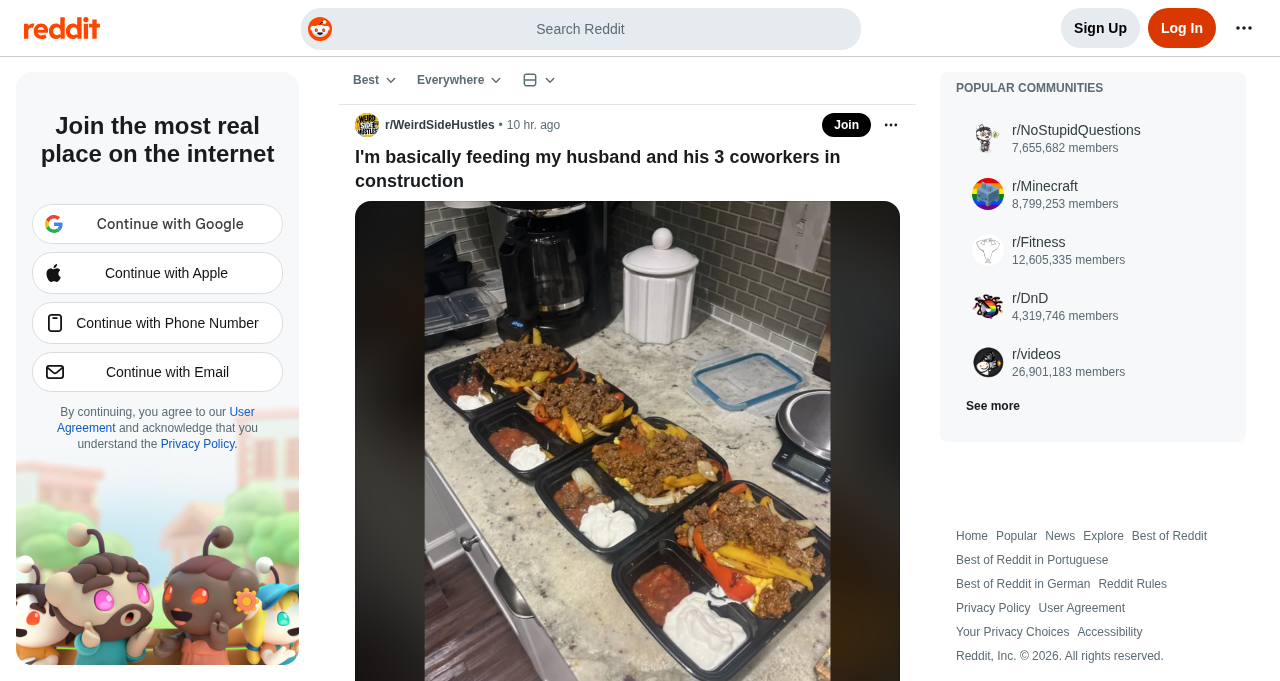 reddit
Search Reddit
Sign Up
Log In
Join the most real
place on the internet
Continue with Google
Continue with Apple
Continue with Phone Number
Continue with Email
By continuing, you agree to our User
Agreement and acknowledge that you
understand the Privacy Policy.
Best
Everywhere
r/WeirdSideHustles • 10 hr. ago
Join
I'm basically feeding my husband and his 3 coworkers in
construction
POPULAR COMMUNITIES
r/NoStupidQuestions
7,655,682 members
r/Minecraft
8,799,253 members
r/Fitness
12,605,335 members
r/DnD
4,319,746 members
r/videos
26,901,183 members
See more
Home Popular News Explore Best of Reddit
Best of Reddit in Portuguese
Best of Reddit in German Reddit Rules
Privacy Policy User Agreement
Your Privacy Choices Accessibility
Reddit, Inc. © 2026. All rights reserved.